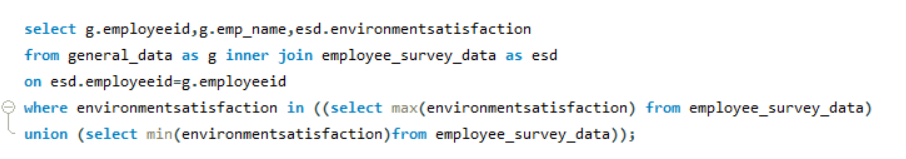 select g.employeeid,g.emp_name,esd.environmentsatisfaction
from general_data as g inner join employee_survey_data as esd
on esd.employeeid=g.employeeid
where environmentsatisfaction in ((select max(environmentsatisfaction) from employee_survey_data)
union (select min(environmentsatisfaction)from employee_survey_data));